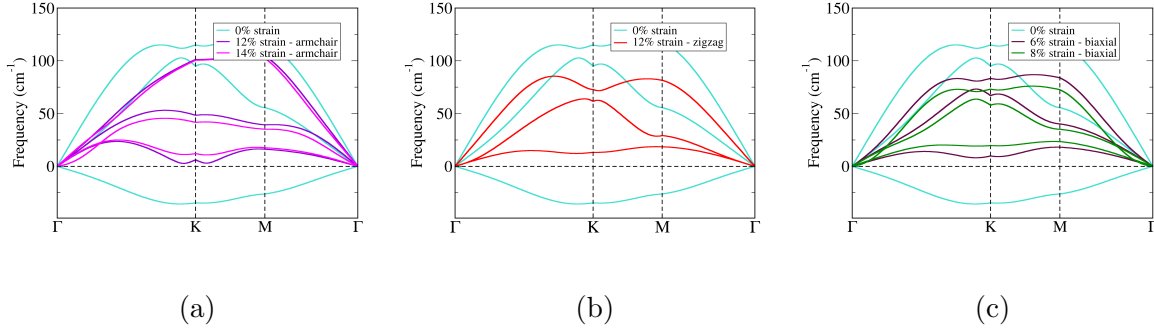 150
100
50
0
Frequency (cm⁻¹)
0% strain
12% strain - armchair
14% strain - armchair
Γ K M Γ
(a)
150
100
50
0
Frequency (cm⁻¹)
0% strain
12% strain - zigzag
Γ K M Γ
(b)
150
100
50
0
Frequency (cm⁻¹)
0% strain
6% strain - biaxial
8% strain - biaxial
Γ K M Γ
(c)